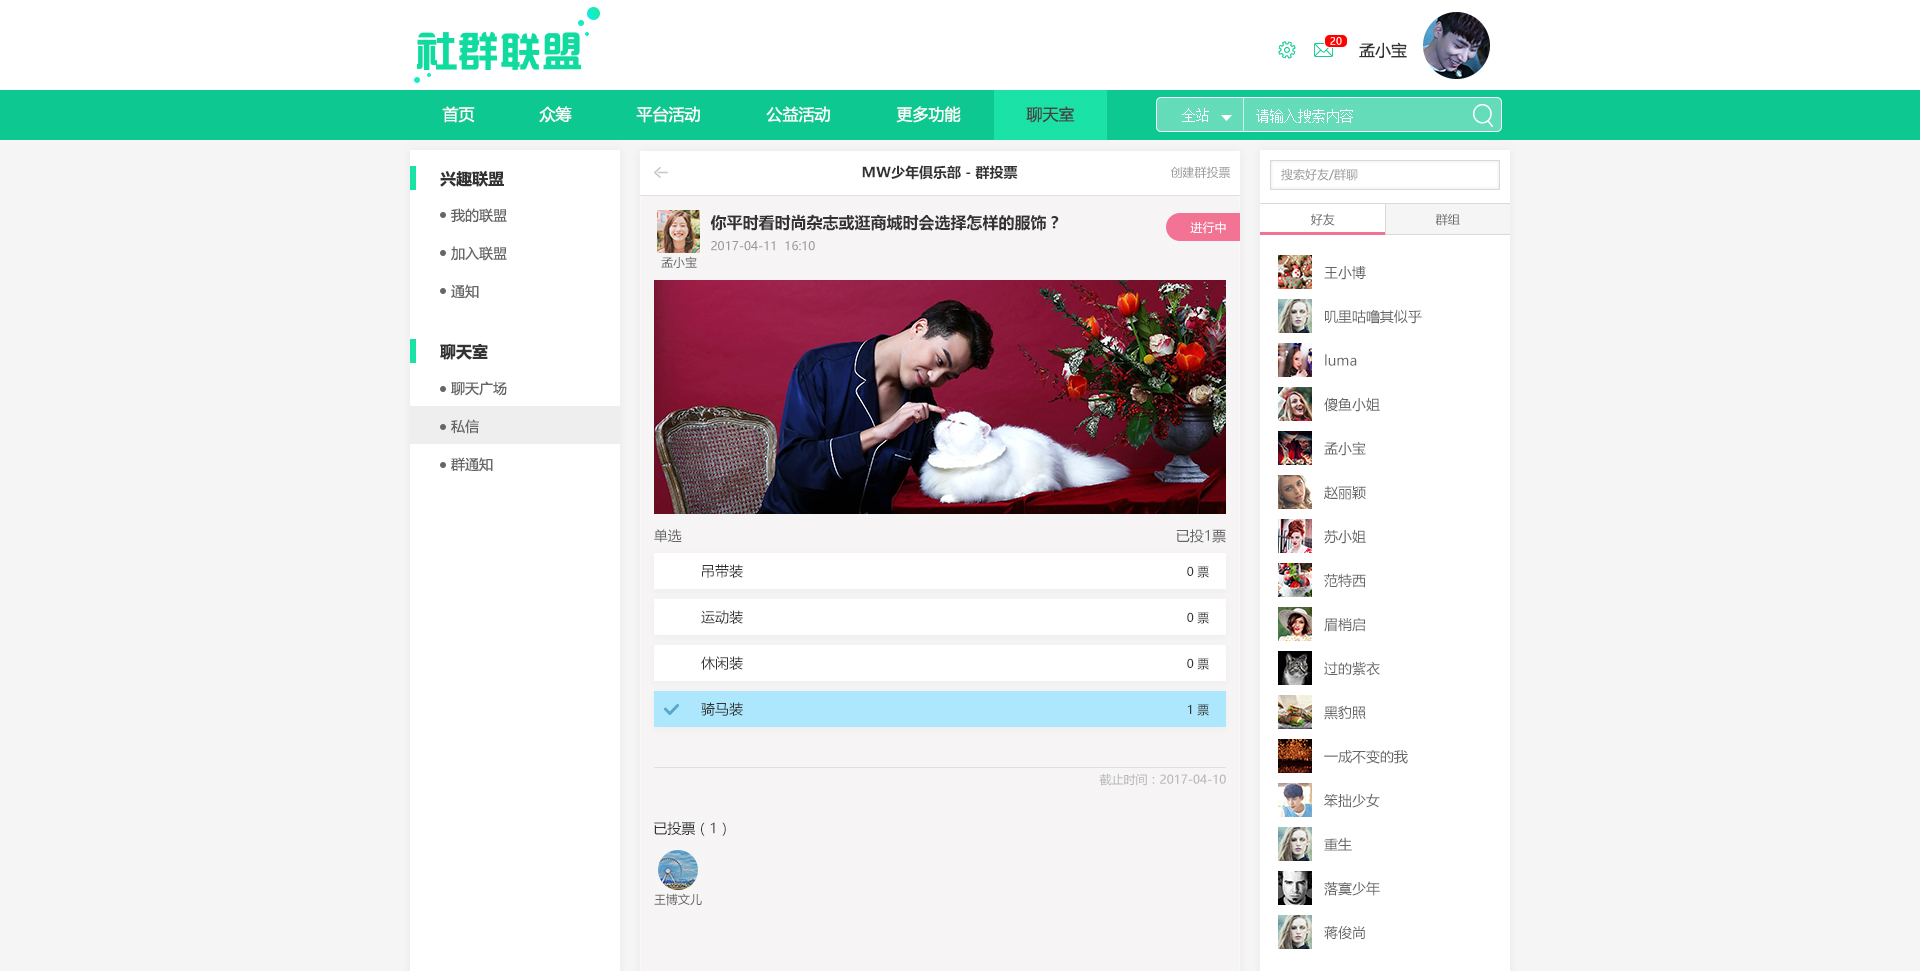 社群联盟
20
孟小宝
首页
众筹
平台活动
公益活动
更多功能
聊天室
全站
请输入搜索内容
兴趣联盟
我的联盟
加入联盟
通知
聊天室
聊天广场
私信
群通知
MW少年俱乐部 - 群投票
创建群投票
你平时看时尚杂志或逛商城时会选择怎样的服饰？
2017-04-11 16:10
孟小宝
进行中
单选
已投1票
吊带装
0 票
运动装
0 票
休闲装
0 票
骑马装
1 票
截止时间：2017-04-10
已投票（1）
王博文儿
搜索好友/群聊
好友
群组
王小博
叽里咕噜其似乎
luma
傻鱼小姐
孟小宝
赵丽颖
苏小姐
范特西
眉梢启
过的紫衣
黑豹照
一成不变的我
笨拙少女
重生
落寞少年
蒋俊尚